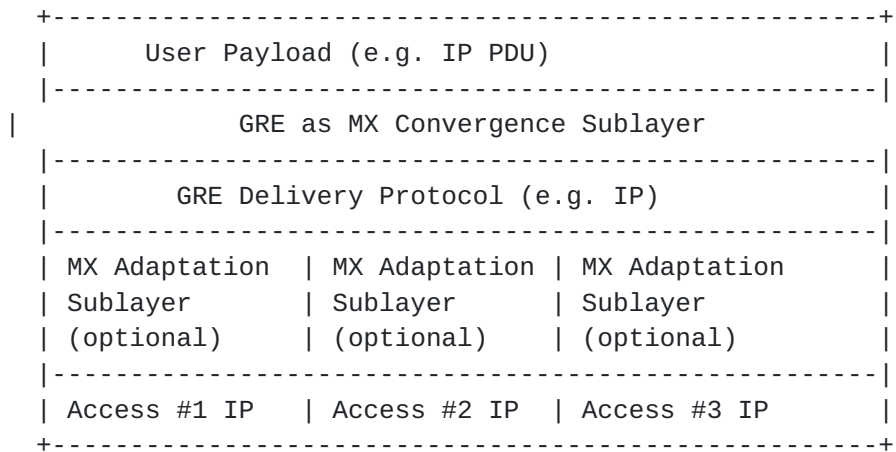 +-----------------------------------------------------+
|      User Payload (e.g. IP PDU)                     |
|-----------------------------------------------------|
|              GRE as MX Convergence Sublayer
|-----------------------------------------------------|
|        GRE Delivery Protocol (e.g. IP)              |
|-----------------------------------------------------|
| MX Adaptation  | MX Adaptation | MX Adaptation      |
| Sublayer       | Sublayer      | Sublayer           |
| (optional)     | (optional)    | (optional)         |
|-----------------------------------------------------|
| Access #1 IP   | Access #2 IP  | Access #3 IP       |
+-----------------------------------------------------+